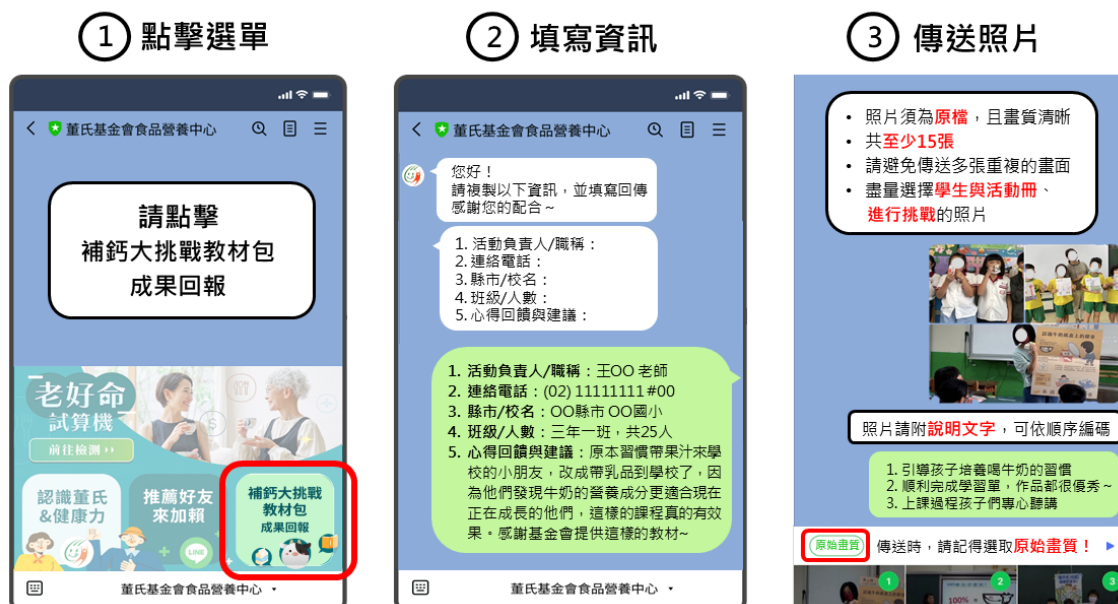 1 點擊選單
董氏基金會食品營養中心
請點擊
補鈣大挑戰教材包
成果回報
老好命
試算機
前往檢測 ››
認識董氏
&健康力
推薦好友
來加賴
LINE
補鈣大挑戰
教材包
成果回報
董氏基金會食品營養中心
2 填寫資訊
董氏基金會食品營養中心
您好！
請複製以下資訊，並填寫回傳
感謝您的配合～
1. 活動負責人/職稱：
2. 連絡電話：
3. 縣市/校名：
4. 班級/人數：
5. 心得回饋與建議：
1. 活動負責人/職稱：王OO 老師
2. 連絡電話：(02) 11111111 #00
3. 縣市/校名：OO縣市 OO國小
4. 班級/人數：三年一班，共25人
5. 心得回饋與建議：原本習慣帶果汁來學
校的小朋友，改成帶乳品到學校了，因
為他們發現牛奶的營養成分更適合現在
正在成長的他們，這樣的課程真的有效
果。感謝基金會提供這樣的教材~
董氏基金會食品營養中心
3 傳送照片
• 照片須為原檔，且畫質清晰
• 共至少15張
• 請避免傳送多張重複的畫面
• 盡量選擇學生與活動冊、
進行挑戰的照片
照片請附說明文字，可依順序編碼
1. 引導孩子培養喝牛奶的習慣
2. 順利完成學習單，作品都很優秀～
3. 上課過程孩子們專心聽講
原始畫質 傳送時，請記得選取原始畫質！
1
2
3
100%